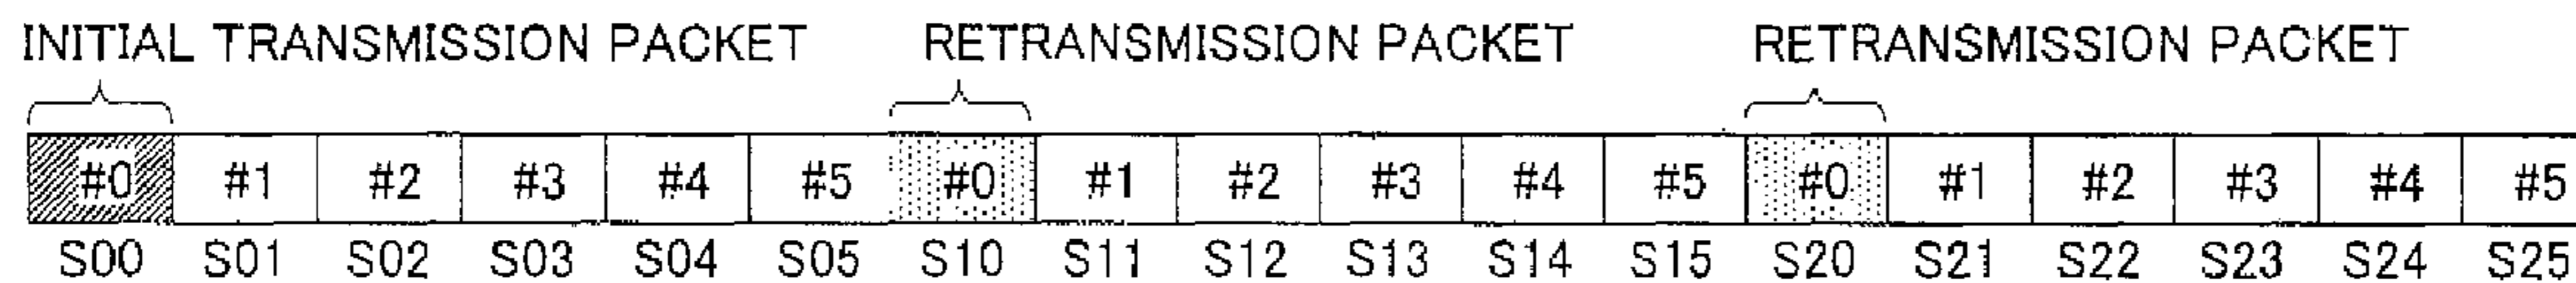 INITIAL TRANSMISSION PACKET RETRANSMISSION PACKET RETRANSMISSION PACKET
#0 #1 #2 #3 #4 #5 #0 #1 #2 #3 #4 #5 #0 #1 #2 #3 #4 #5
S00 S01 S02 S03 S04 S05 S10 S11 S12 S13 S14 S15 S20 S21 S22 S23 S24 S25